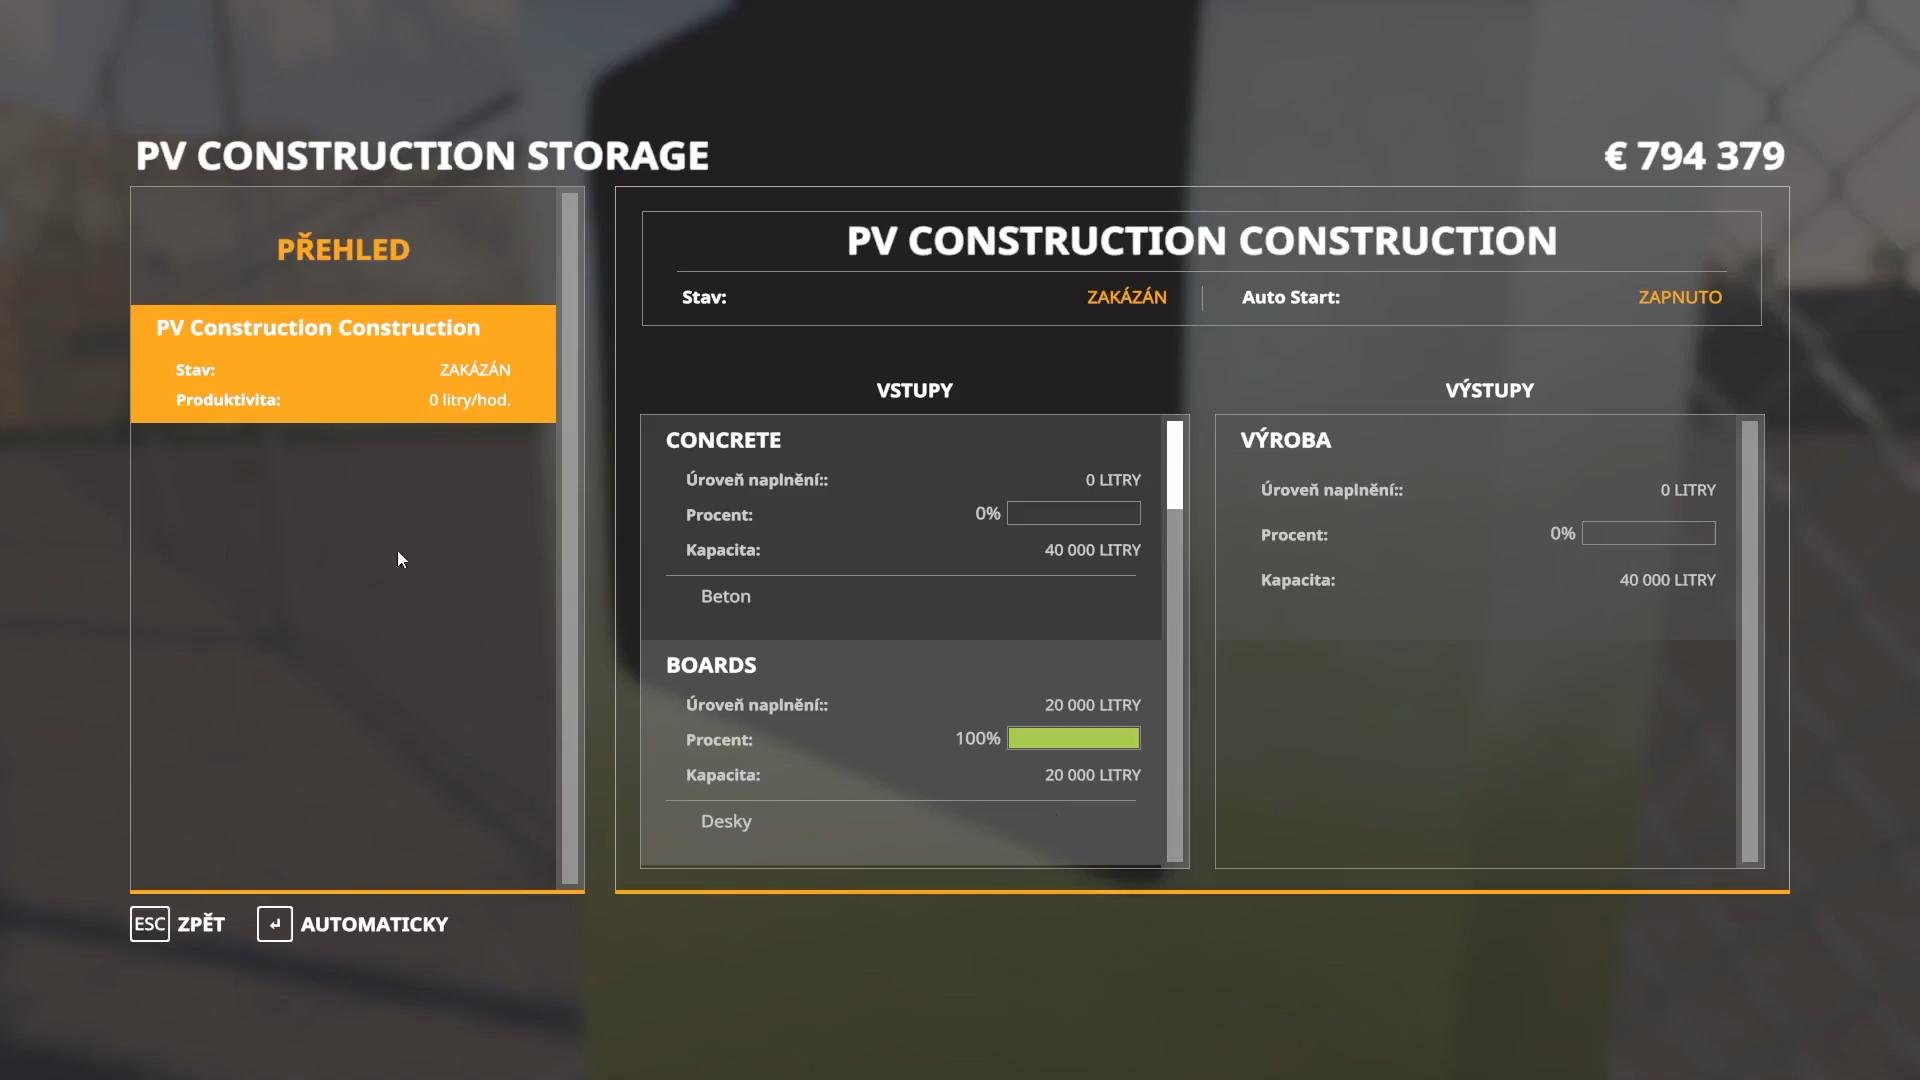 PV CONSTRUCTION STORAGE
€ 794 379
PŘEHLED
PV Construction Construction
Stav: ZAKÁZÁN
Produktivita: 0 litry/hod.
PV CONSTRUCTION CONSTRUCTION
Stav: ZAKÁZÁN
Auto Start: ZAPNUTO
VSTUPY
CONCRETE
Úroveň naplnění:: 0 LITRY
Procent: 0%
Kapacita: 40 000 LITRY
Beton
BOARDS
Úroveň naplnění:: 20 000 LITRY
Procent: 100%
Kapacita: 20 000 LITRY
Desky
VÝSTUPY
VÝROBA
Úroveň naplnění:: 0 LITRY
Procent: 0%
Kapacita: 40 000 LITRY
ESC ZPĚT
↵ AUTOMATICKY